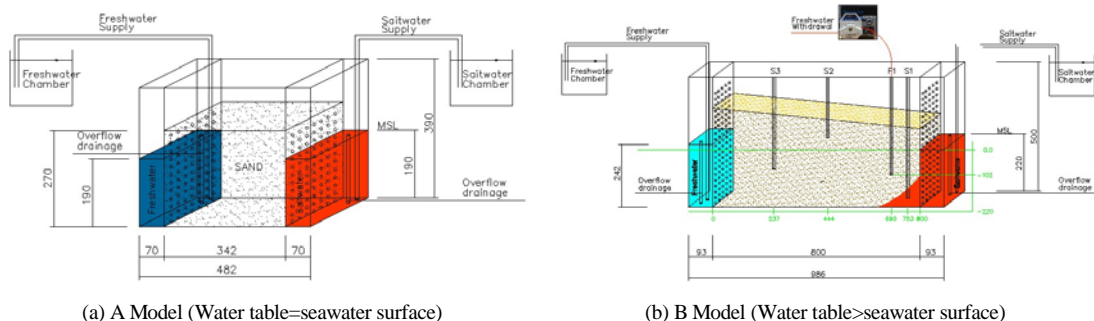 Freshwater
Supply
Saltwater
Supply
Freshwater
Chamber
Saltwater
Chamber
MSL
390
Overflow
drainage
SAND
270
190
Freshwater
Saltwater
190
Overflow
drainage
70
342
70
482
(a) A Model (Water table=seawater surface)
Freshwater
Withdrawal
Freshwater
Supply
Saltwater
Supply
Freshwater
Chamber
Saltwater
Chamber
S3
S2
F1
S1
MSL
0.0
500
242
Freshwater
220
-100
Overflow
drainage
Overflow
drainage
-220
0
237
444
690
753
800
93
800
93
986
(b) B Model (Water table>seawater surface)